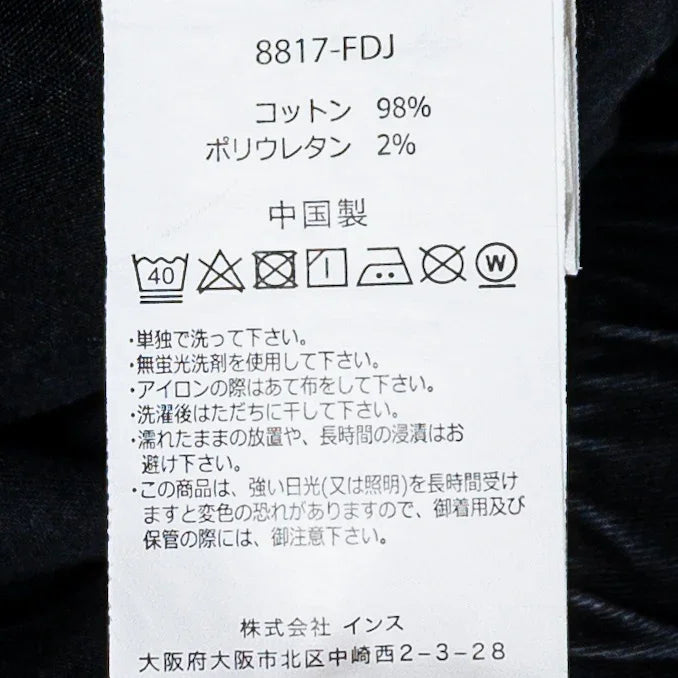 8817-FDJ
コットン 98%
ポリウレタン 2%
中国製
40 W
・単独で洗って下さい。
・無蛍光洗剤を使用して下さい。
・アイロンの際はあて布をして下さい。
・洗濯後はただちに干して下さい。
・濡れたままの放置や、長時間の浸漬はお
避け下さい。
・この商品は、強い日光(又は照明)を長時間受け
ますと変色の恐れがありますので、御着用及び
保管の際には、御注意下さい。
株式会社 インス
大阪府大阪市北区中崎西2-3-28